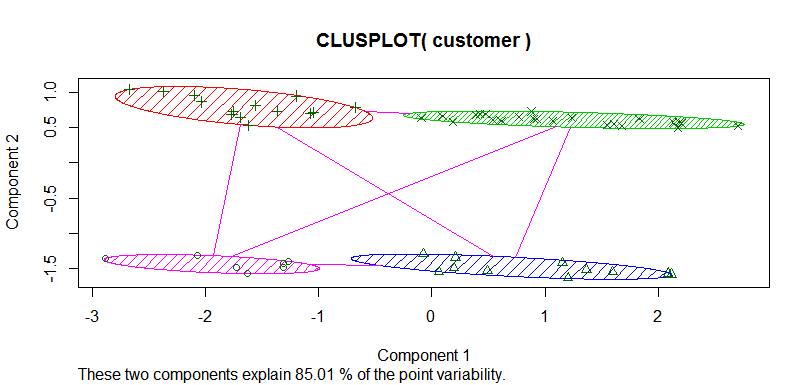 CLUSPLOT( customer )
Component 2
1.0
0.5
-0.5
-1.5
-3
-2
-1
0
1
2
Component 1
These two components explain 85.01 % of the point variability.